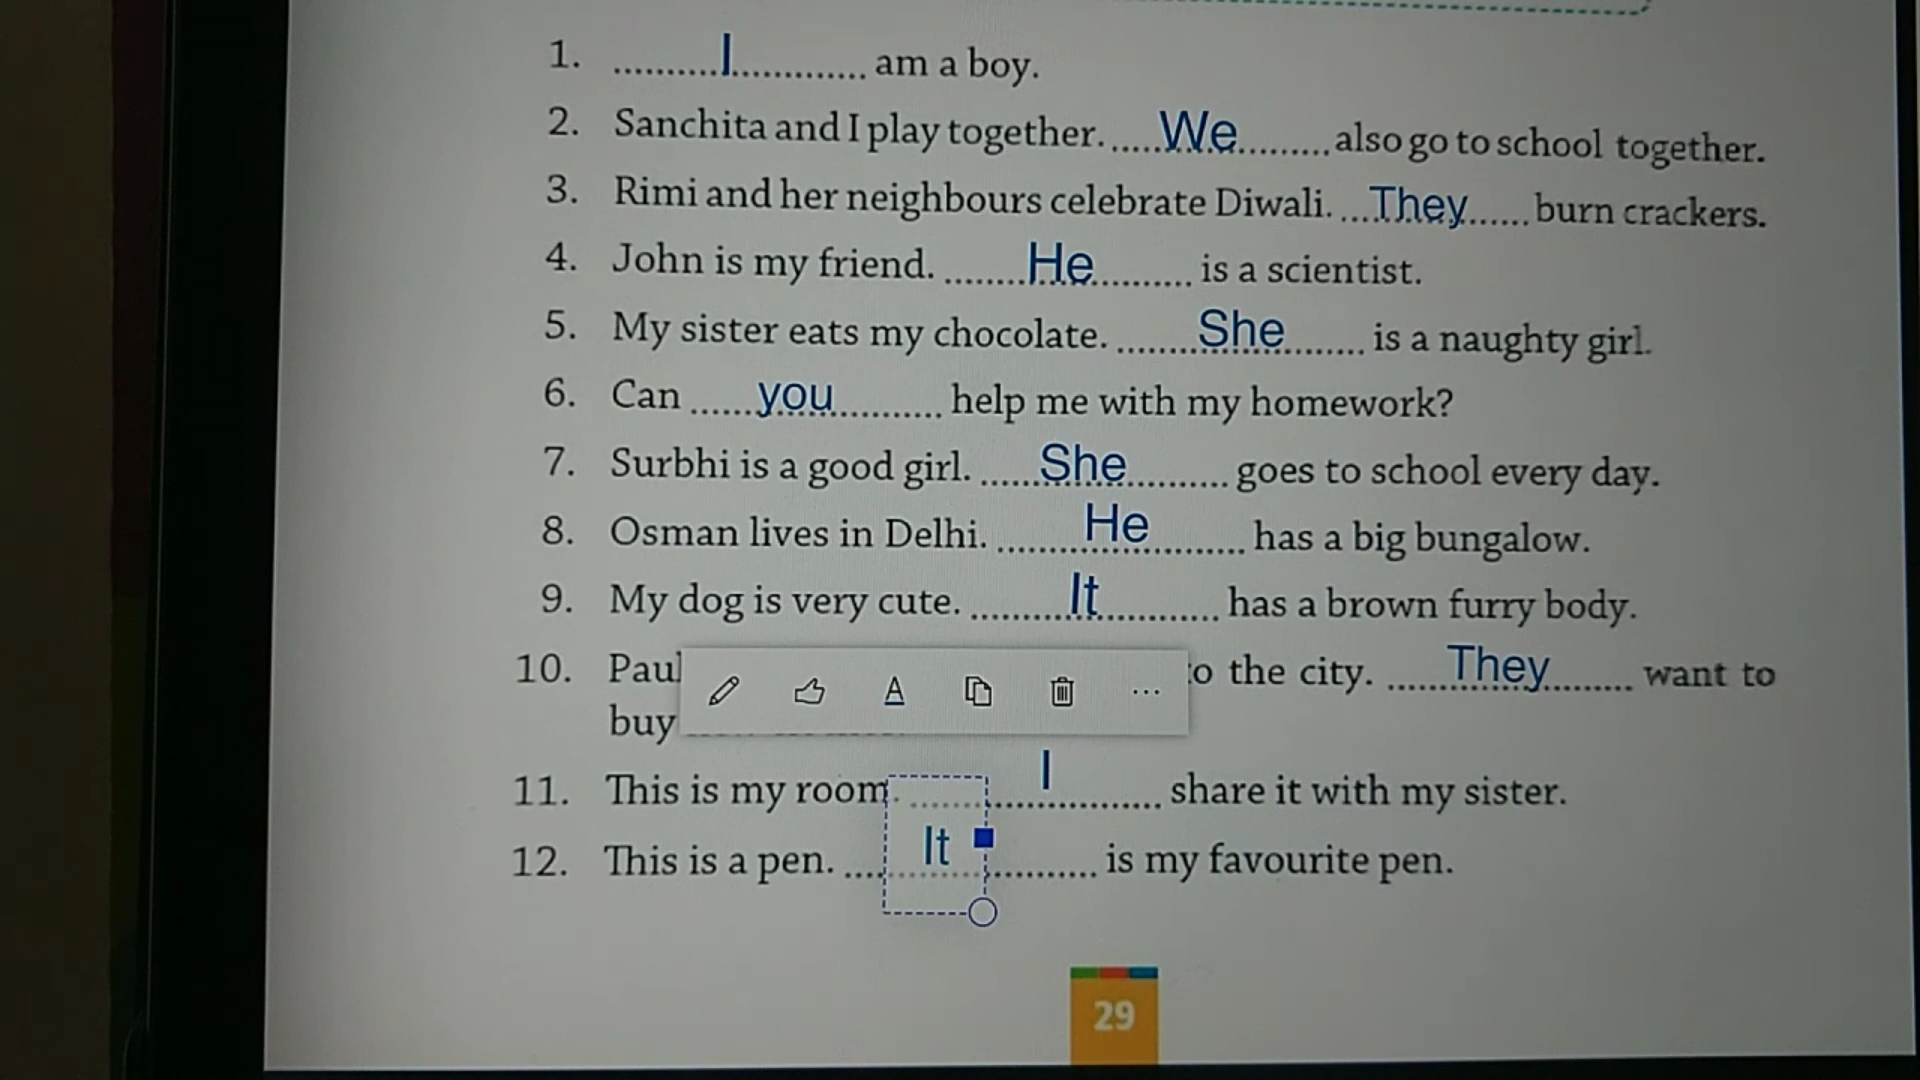 1. I am a boy.
2. Sanchita and I play together. We also go to school together.
3. Rimi and her neighbours celebrate Diwali. They burn crackers.
4. John is my friend. He is a scientist.
5. My sister eats my chocolate. She is a naughty girl.
6. Can you help me with my homework?
7. Surbhi is a good girl. She goes to school every day.
8. Osman lives in Delhi. He has a big bungalow.
9. My dog is very cute. It has a brown furry body.
10. Paul the city. They want to
buy
11. This is my room. I share it with my sister.
12. This is a pen. It is my favourite pen.
29